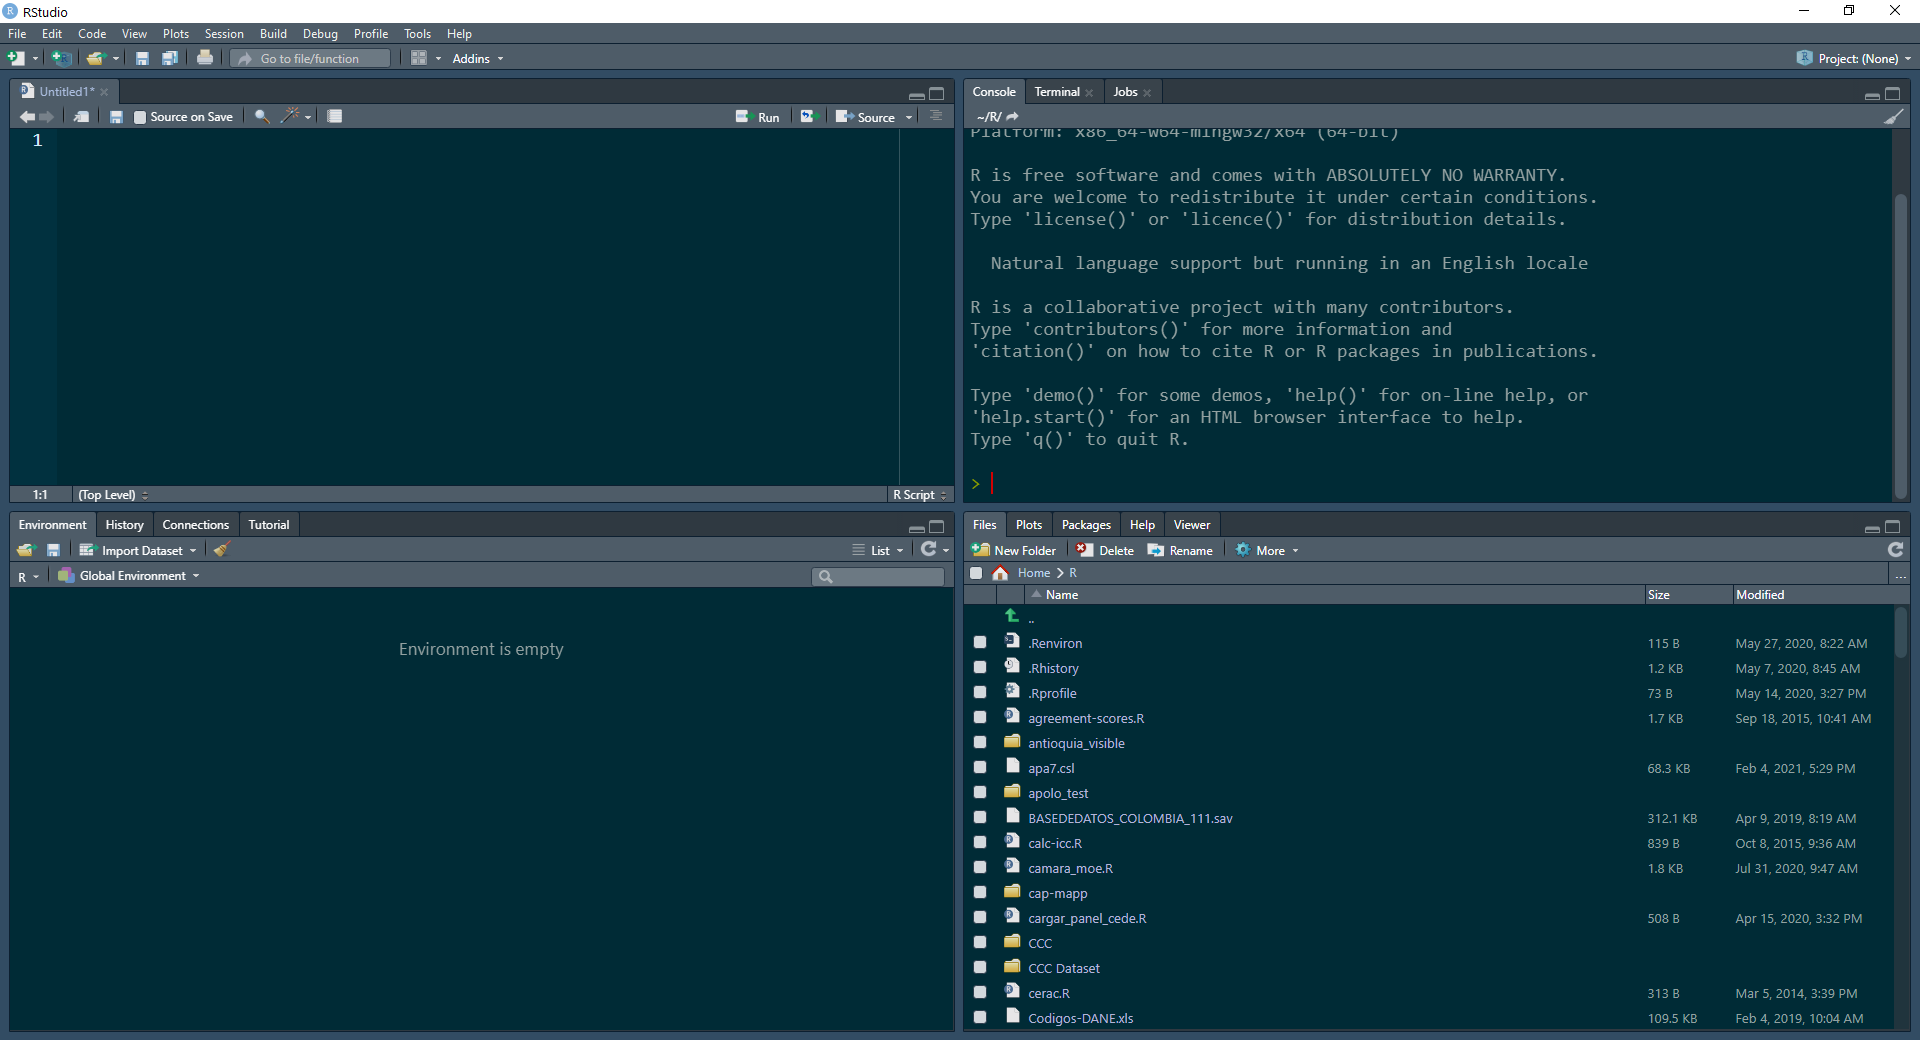 RStudio
File Edit Code View Plots Session Build Debug Profile Tools Help
Go to file/function Addins Project: (None)
Untitled1*
Source on Save Run Source
1
1:1 (Top Level) R Script
Console Terminal Jobs
~/R/
Platform: x86_64-w64-mingw32/x64 (64-bit)
R is free software and comes with ABSOLUTELY NO WARRANTY.
You are welcome to redistribute it under certain conditions.
Type 'license()' or 'licence()' for distribution details.
Natural language support but running in an English locale
R is a collaborative project with many contributors.
Type 'contributors()' for more information and
'citation()' on how to cite R or R packages in publications.
Type 'demo()' for some demos, 'help()' for on-line help, or
'help.start()' for an HTML browser interface to help.
Type 'q()' to quit R.
>
Environment History Connections Tutorial
Import Dataset List
R Global Environment
Environment is empty
Files Plots Packages Help Viewer
New Folder Delete Rename More
Home R ...
Name Size Modified
..
.Renviron 115 B May 27, 2020, 8:22 AM
.Rhistory 1.2 KB May 7, 2020, 8:45 AM
.Rprofile 73 B May 14, 2020, 3:27 PM
agreement-scores.R 1.7 KB Sep 18, 2015, 10:41 AM
antioquia_visible
apa7.csl 68.3 KB Feb 4, 2021, 5:29 PM
apolo_test
BASEDEDATOS_COLOMBIA_111.sav 312.1 KB Apr 9, 2019, 8:19 AM
calc-icc.R 839 B Oct 8, 2015, 9:36 AM
camara_moe.R 1.8 KB Jul 31, 2020, 9:47 AM
cap-mapp
cargar_panel_cede.R 508 B Apr 15, 2020, 3:32 PM
CCC
CCC Dataset
cerac.R 313 B Mar 5, 2014, 3:39 PM
Codigos-DANE.xls 109.5 KB Feb 4, 2019, 10:04 AM